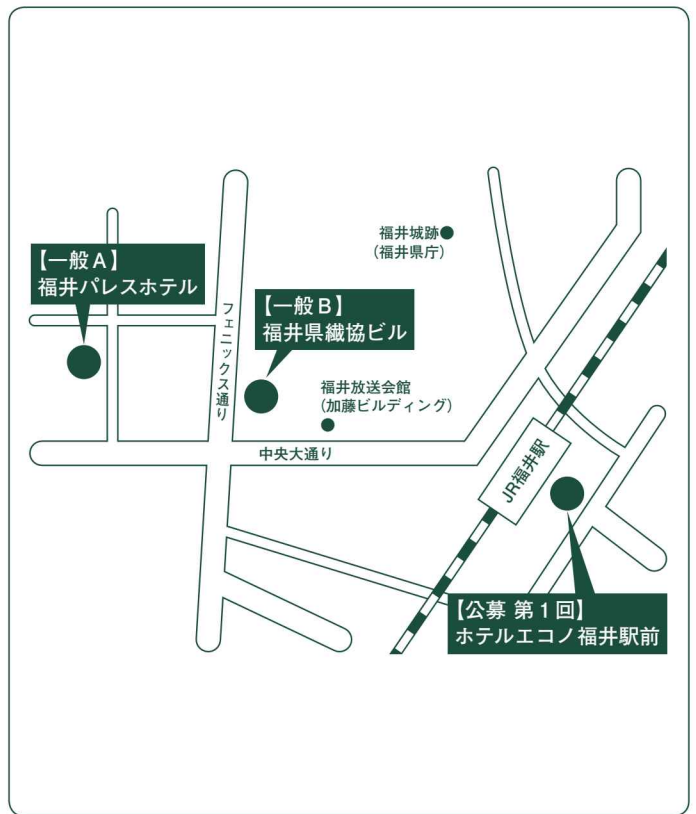 福井城跡
(福井県庁)
【一般A】
福井パレスホテル
【一般B】
福井県繊協ビル
フェニックス通り
福井放送会館
(加藤ビルディング)
中央大通り
JR福井駅
【公募 第1回】
ホテルエコノ福井駅前